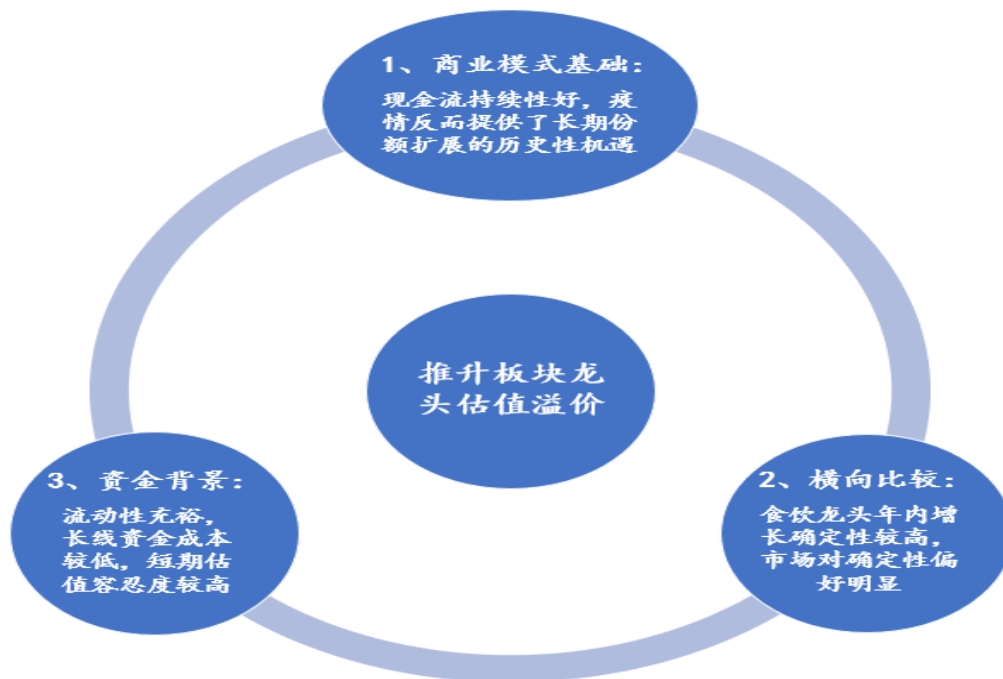 1、商业模式基础：
现金流持续性好，疫
情反而提供了长期份
额扩展的历史性机遇
推升板块龙
头估值溢价
2、横向比较：
食饮龙头年内增
长确定性较高，
市场对确定性偏
好明显
3、资金背景：
流动性充裕，
长线资金成本
较低，短期估
值容忍度较高